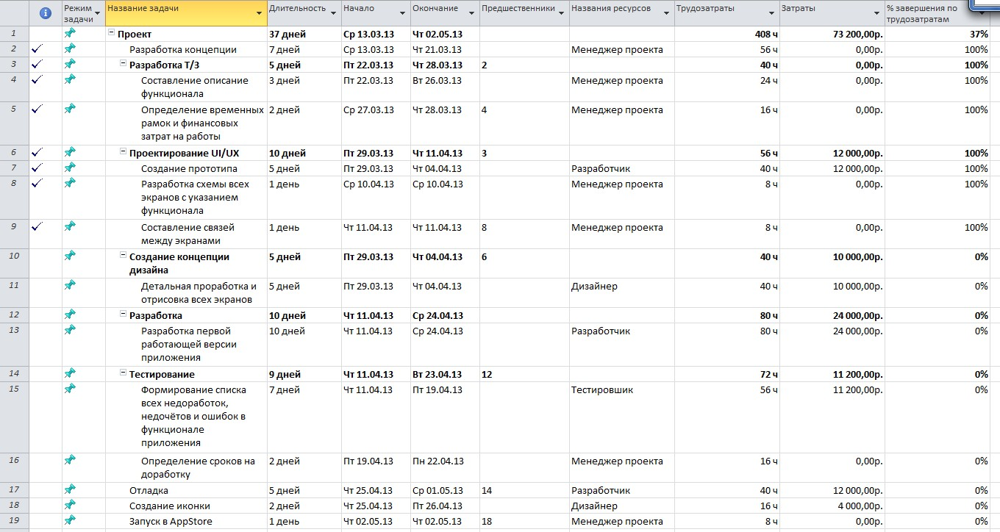 Режим задачи Название задачи Длительность Начало Окончание Предшественники Названия ресурсов Трудозатраты Затраты % завершения по трудозатратам
1 Проект 37 дней Ср 13.03.13 Чт 02.05.13 408 ч 73 200,00р. 37%
2 Разработка концепции 7 дней Ср 13.03.13 Чт 21.03.13 Менеджер проекта 56 ч 0,00р. 100%
3 Разработка Т/З 5 дней Пт 22.03.13 Чт 28.03.13 2 40 ч 0,00р. 100%
4 Составление описание 3 дней Пт 22.03.13 Вт 26.03.13 Менеджер проекта 24 ч 0,00р. 100%
функционала
5 Определение временных 2 дней Ср 27.03.13 Чт 28.03.13 4 Менеджер проекта 16 ч 0,00р. 100%
рамок и финансовых
затрат на работы
6 Проектирование UI/UX 10 дней Пт 29.03.13 Чт 11.04.13 3 56 ч 12 000,00р. 100%
7 Создание прототипа 5 дней Пт 29.03.13 Чт 04.04.13 Разработчик 40 ч 12 000,00р. 100%
8 Разработка схемы всех 1 день Ср 10.04.13 Ср 10.04.13 Менеджер проекта 8 ч 0,00р. 100%
экранов с указанием
функционала
9 Составление связей 1 день Чт 11.04.13 Чт 11.04.13 8 Менеджер проекта 8 ч 0,00р. 100%
между экранами
10 Создание концепции 5 дней Пт 29.03.13 Чт 04.04.13 6 40 ч 10 000,00р. 0%
дизайна
11 Детальная проработка и 5 дней Пт 29.03.13 Чт 04.04.13 Дизайнер 40 ч 10 000,00р. 0%
отрисовка всех экранов
12 Разработка 10 дней Чт 11.04.13 Ср 24.04.13 80 ч 24 000,00р. 0%
13 Разработка первой 10 дней Чт 11.04.13 Ср 24.04.13 Разработчик 80 ч 24 000,00р. 0%
работающей версии
приложения
14 Тестирование 9 дней Чт 11.04.13 Вт 23.04.13 12 72 ч 11 200,00р. 0%
15 Формирование списка 7 дней Чт 11.04.13 Пт 19.04.13 Тестировшик 56 ч 11 200,00р. 0%
всех недоработок,
недочётов и ошибок в
функционале
приложения
16 Определение сроков на 2 дней Пт 19.04.13 Пн 22.04.13 Менеджер проекта 16 ч 0,00р. 0%
доработку
17 Отладка 5 дней Чт 25.04.13 Ср 01.05.13 14 Разработчик 40 ч 12 000,00р. 0%
18 Создание иконки 2 дней Чт 25.04.13 Пт 26.04.13 Дизайнер 16 ч 4 000,00р. 0%
19 Запуск в AppStore 1 день Чт 02.05.13 Чт 02.05.13 18 Менеджер проекта 8 ч 0,00р. 0%